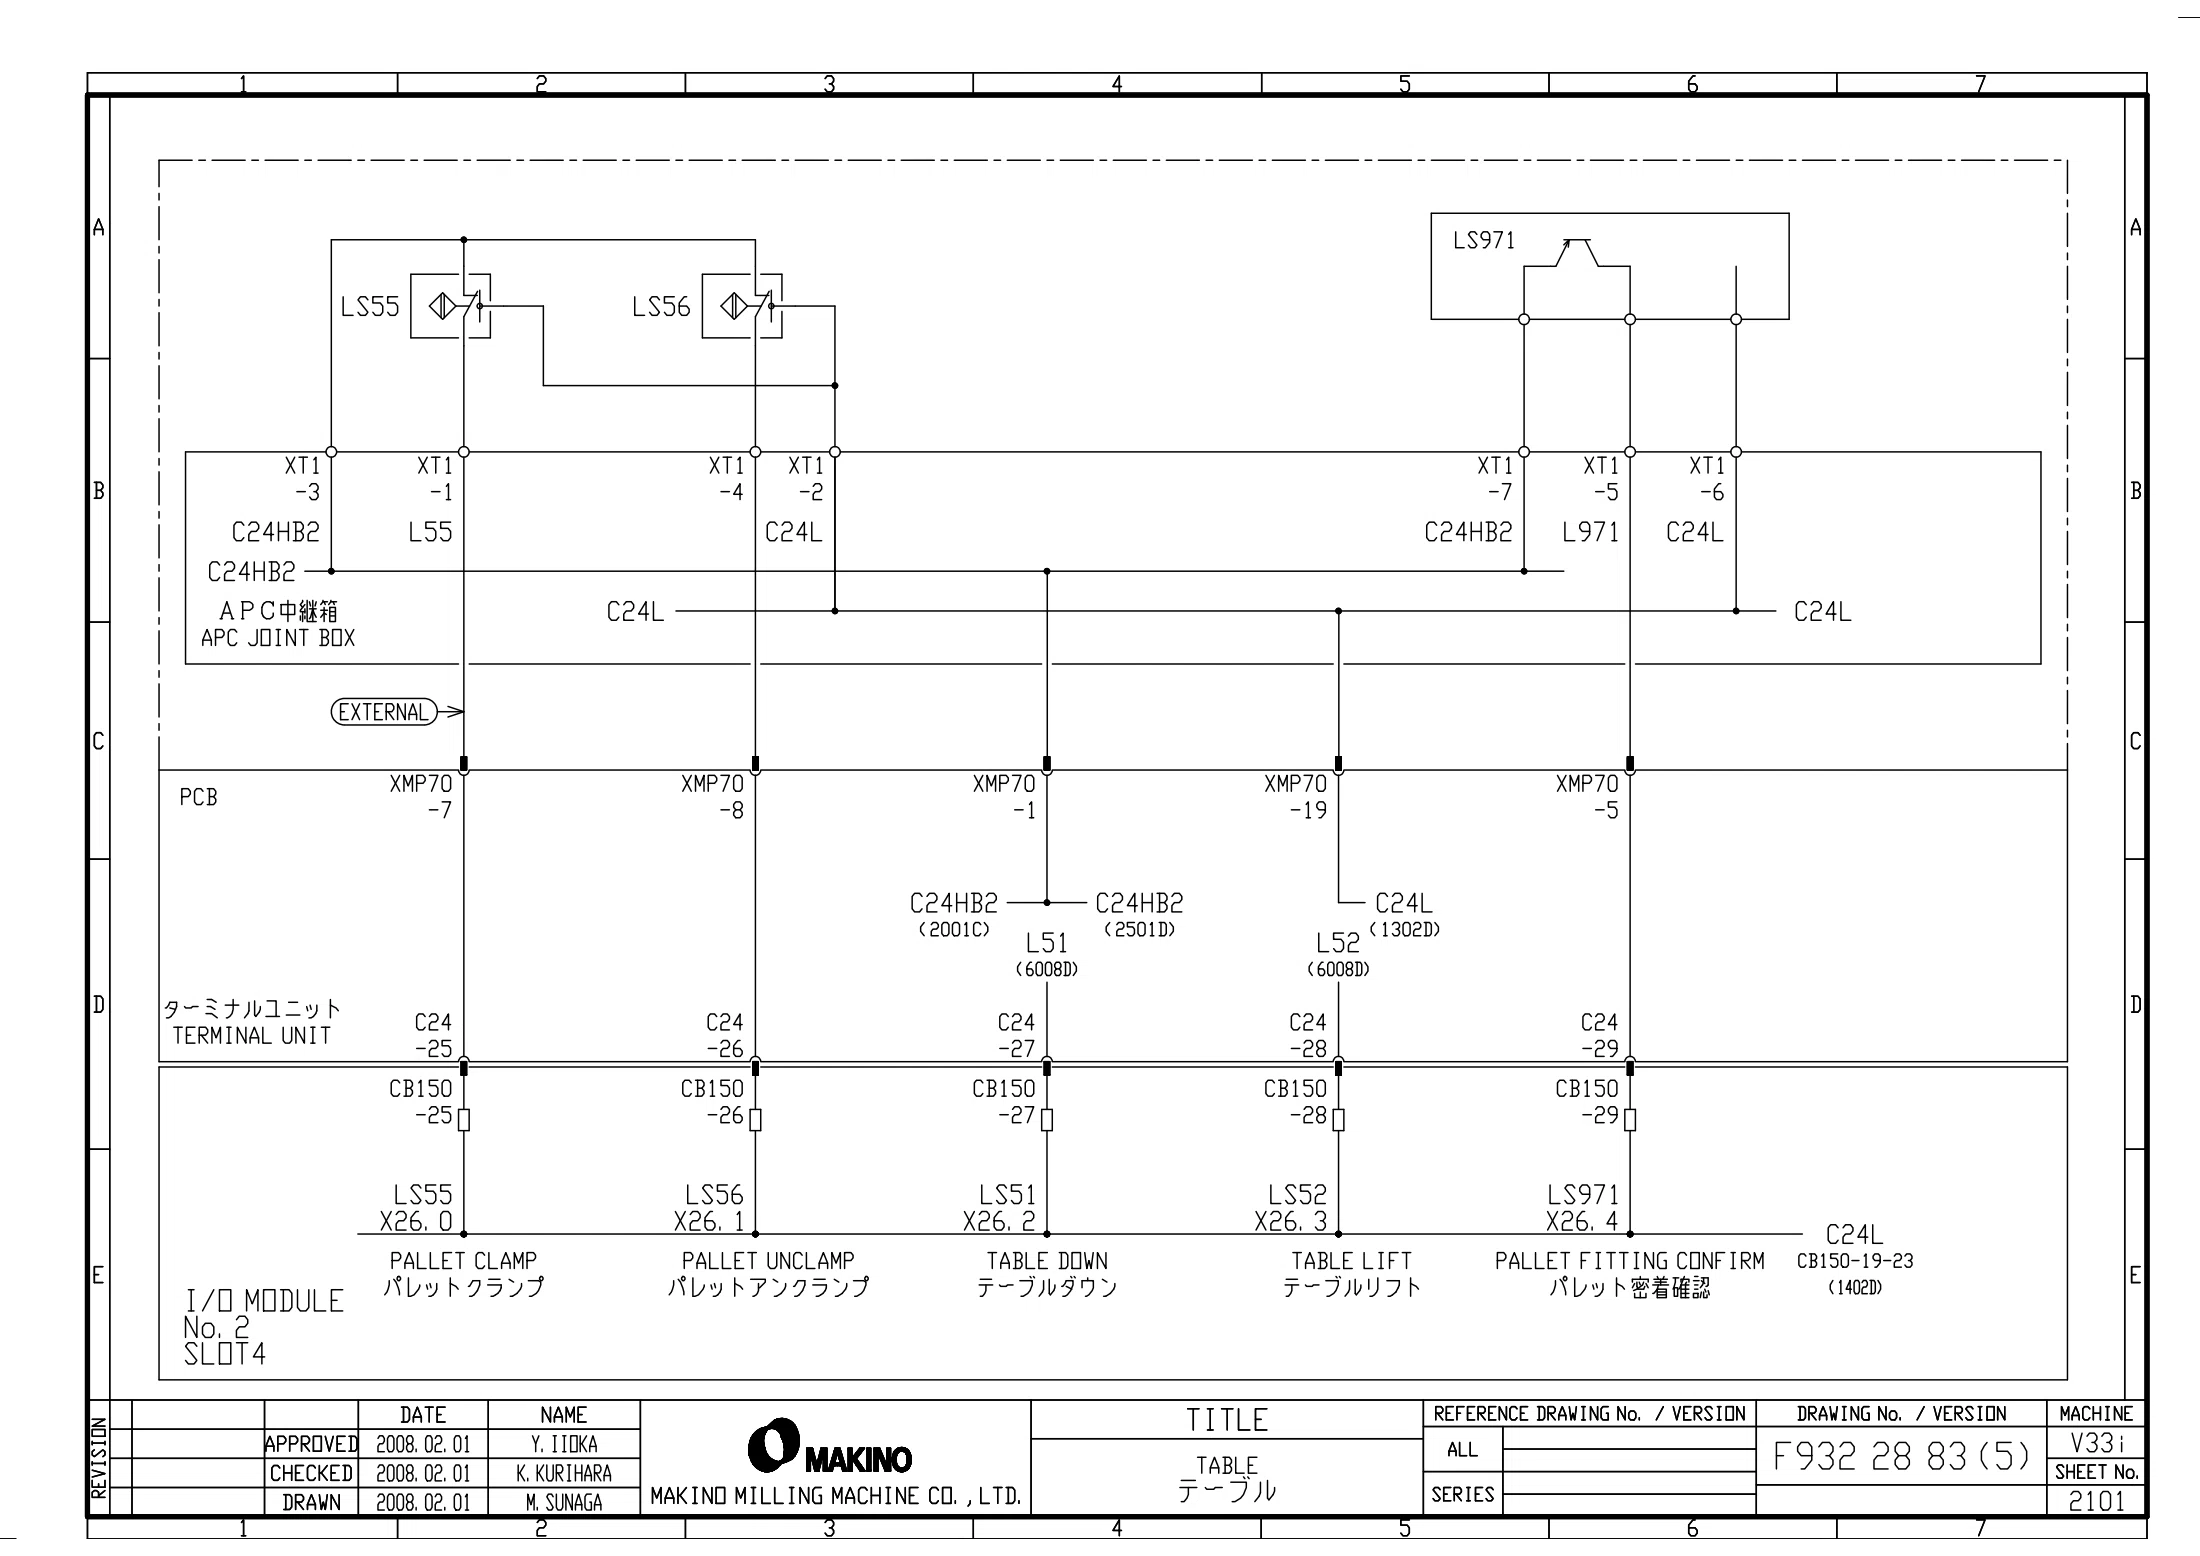 1 2 3 4 5 6 7
A A
LS971
LS55 LS56
XT1 XT1 XT1 XT1 XT1 XT1 XT1
B -3 -1 -4 -2 -7 -5 -6 B
C24HB2 L55 C24L C24HB2 L971 C24L
C24HB2
APC中継箱 C24L C24L
APC JOINT BOX
EXTERNAL
C C
PCB XMP70 XMP70 XMP70 XMP70 XMP70
-7 -8 -1 -19 -5
C24HB2 C24HB2 C24L
(2001C) (2501D) (1302D)
L51 L52
(6008D) (6008D)
D D
ターミナルユニット
TERMINAL UNIT
C24 C24 C24 C24 C24
-25 -26 -27 -28 -29
CB150 CB150 CB150 CB150 CB150
-25 -26 -27 -28 -29
LS55 LS56 LS51 LS52 LS971
X26.0 X26.1 X26.2 X26.3 X26.4
C24L
CB150-19-23
(1402D)
E E
PALLET CLAMP PALLET UNCLAMP TABLE DOWN TABLE LIFT PALLET FITTING CONFIRM
パレットクランプ パレットアンクランプ テーブルダウン テーブルリフト パレット密着確認
I/O MODULE
No.2
SLOT4
REVISION
DATE NAME
APPROVED 2008.02.01 Y.IIOKA
CHECKED 2008.02.01 K.KURIHARA
DRAWN 2008.02.01 M.SUNAGA
MAKINO
MAKINO MILLING MACHINE CO.,LTD.
TITLE
TABLE
テーブル
REFERENCE DRAWING No. / VERSION
ALL
SERIES
DRAWING No. / VERSION
F932 28 83(5)
MACHINE
V33i
SHEET No.
2101
1 2 3 4 5 6 7